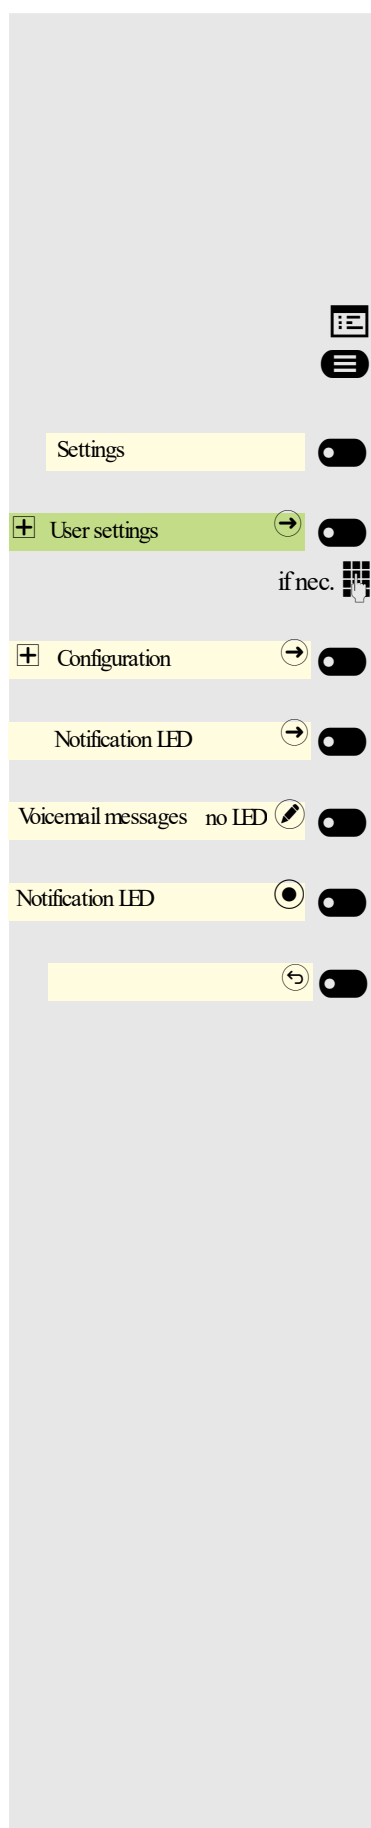 Settings
User settings
if nec.
Configuration
Notification LED
Voicemail messages no LED
Notification LED